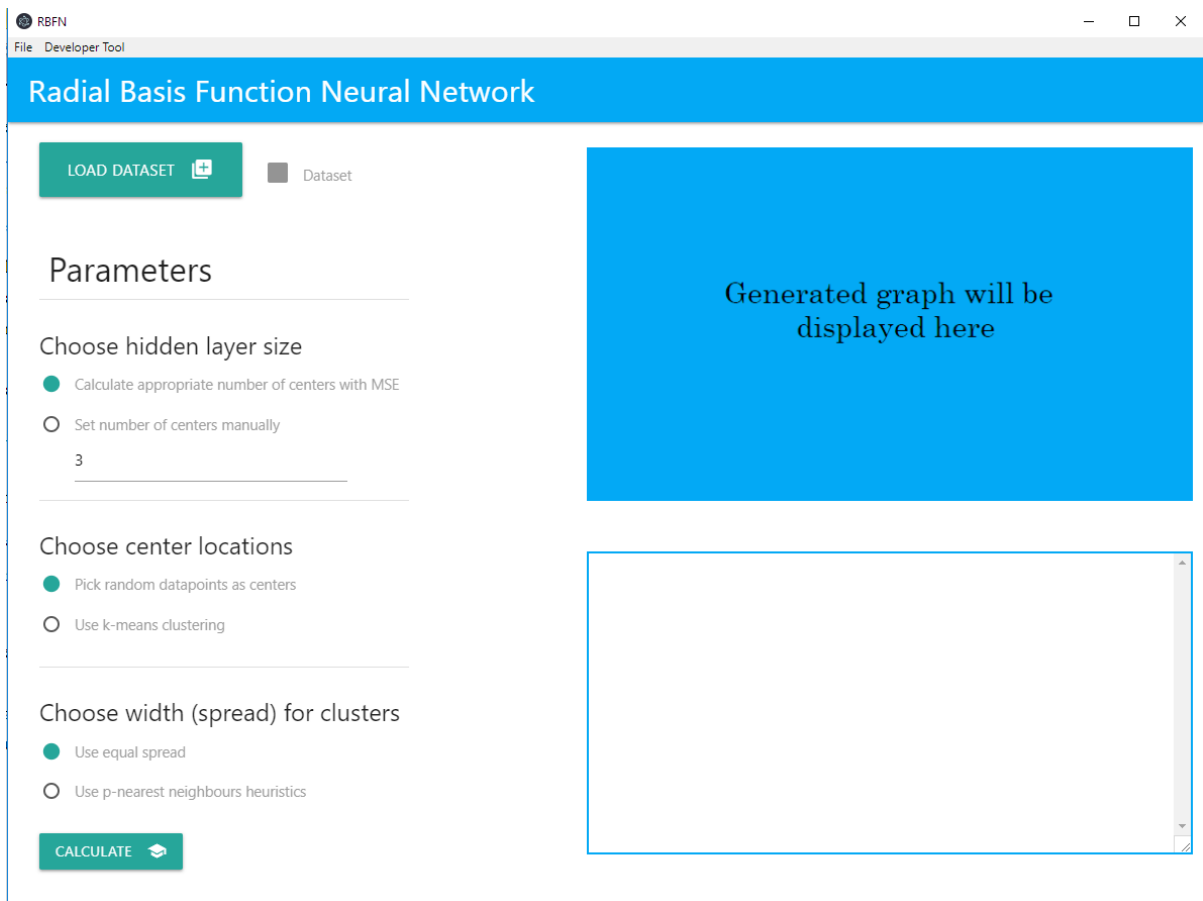 RBFN
File Developer Tool
Radial Basis Function Neural Network
LOAD DATASET
Dataset
Parameters
Choose hidden layer size
Calculate appropriate number of centers with MSE
Set number of centers manually
3
Choose center locations
Pick random datapoints as centers
Use k-means clustering
Choose width (spread) for clusters
Use equal spread
Use p-nearest neighbours heuristics
CALCULATE
Generated graph will be
displayed here